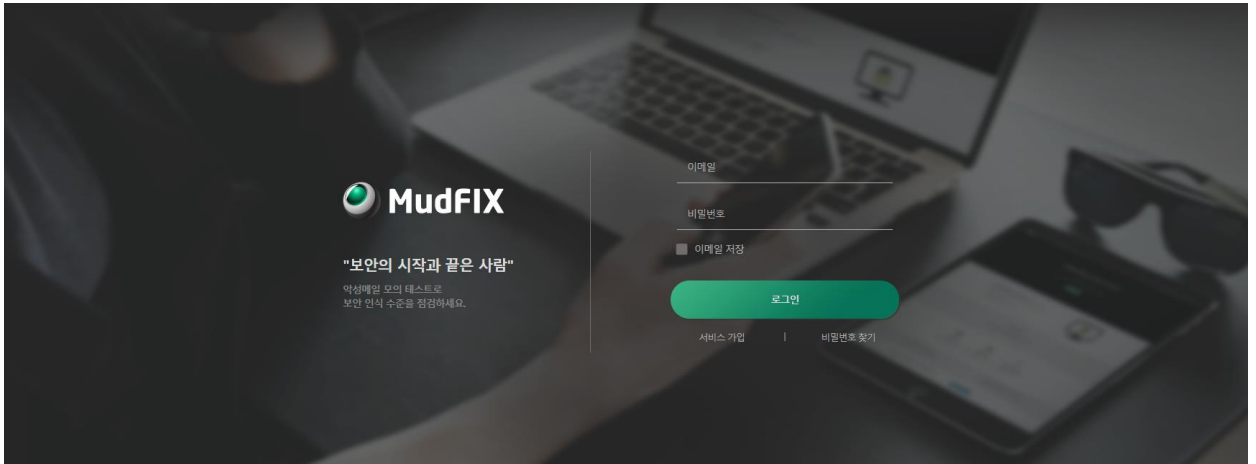 MudFIX
"보안의 시작과 끝은 사람"
악성메일 모의 테스트로
보안 인식 수준을 점검하세요.
이메일
비밀번호
이메일 저장
로그인
서비스 가입 | 비밀번호 찾기